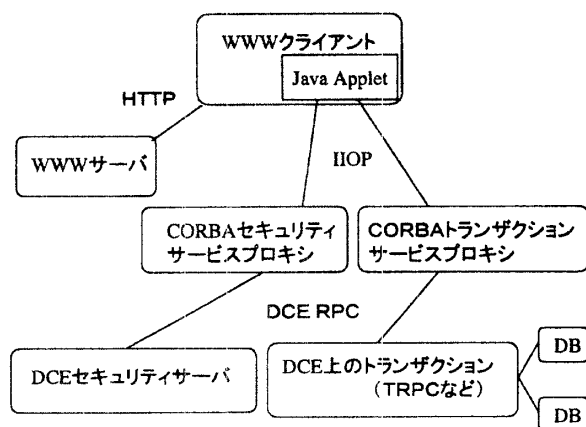 WWWクライアント
Java Applet
HTTP
WWWサーバ
IIOP
CORBAセキュリティ
サービスプロキシ
CORBAトランザクション
サービスプロキシ
DCE RPC
DCEセキュリティサーバ
DCE上のトランザクション
(TRPCなど)
DB
DB